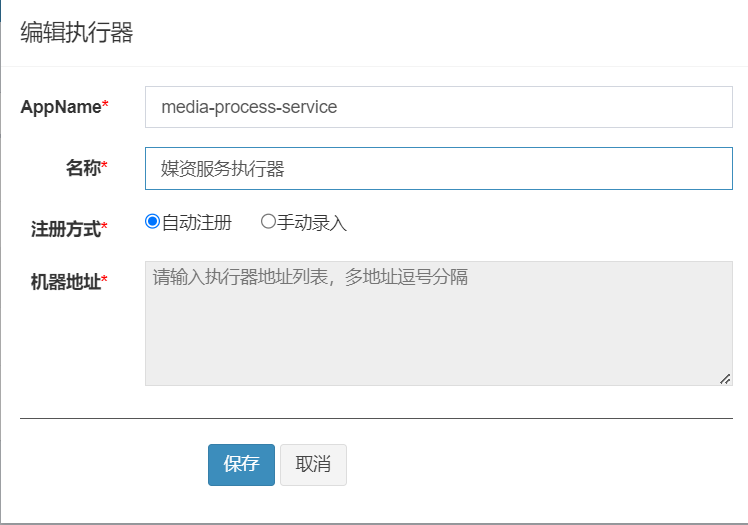 编辑执行器
AppName*
media-process-service
名称*
媒资服务执行器
注册方式*
自动注册 手动录入
机器地址*
请输入执行器地址列表，多地址逗号分隔
保存 取消